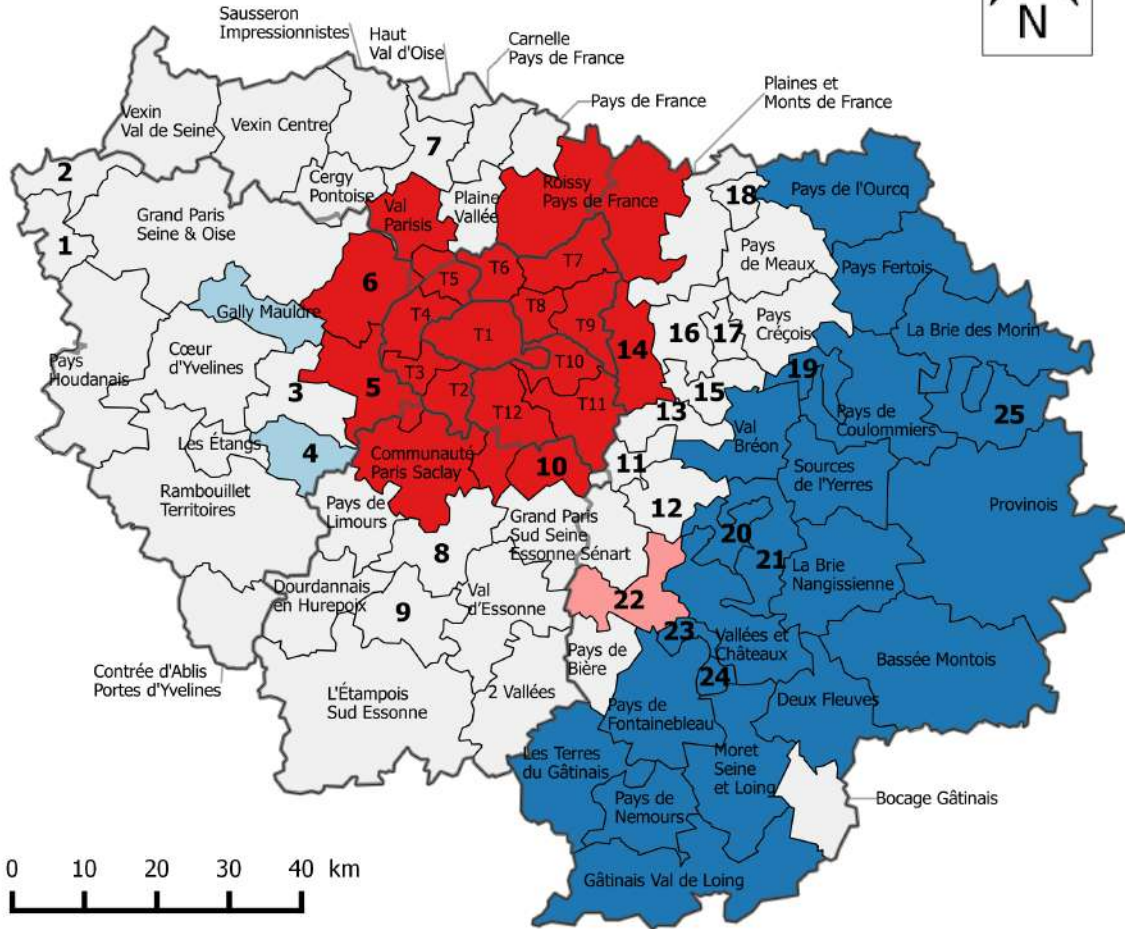 N
Sausseron
Impressionnistes
Haut
Val d'Oise
Carnelle
Pays de France
Pays de France
Plaines et
Monts de France
Vexin
Val de Seine
Vexin Centre
7
2
Cergy
Pontoise
Val
Parisis
Plaine
Vallée
Roissy
Pays de France
18
Pays de l'Ourcq
Grand Paris
Seine & Oise
1
Pays
de Meaux
Pays Fertois
6
T5
T6
T7
Gally Mauldre
T4
T1
T8
T9
14
16
17
Pays
Créçois
La Brie des Morin
Pays
Houdanais
Cœur
d'Yvelines
3
5
T3
T2
T10
T11
T12
15
13
19
25
Val
Bréon
Pays de
Coulommiers
Les Étangs
4
Communauté
Paris Saclay
10
11
Sources
de l'Yerres
Provinois
Rambouillet
Territoires
Pays de
Limours
8
Grand Paris
Sud Seine
Essonne Sénart
12
20
21
La Brie
Nangissienne
Dourdannais
en Hurepoix
9
Val
d'Essonne
22
23
Vallées et
Châteaux
Bassée Montois
Contrée d'Ablis
Portes d'Yvelines
L'Étampois
Sud Essonne
2 Vallées
Pays de
Bière
24
Pays de
Fontainebleau
Deux Fleuves
Les Terres
du Gâtinais
Moret
Seine
et Loing
Pays de
Nemours
Bocage Gâtinais
Gâtinais Val de Loing
0 10 20 30 40 km